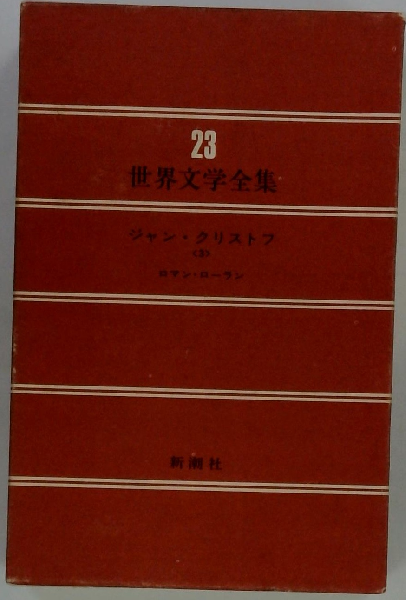 23
世界文学全集
ジャン・クリストフ
〈3〉
ロマン・ローラン
新潮社